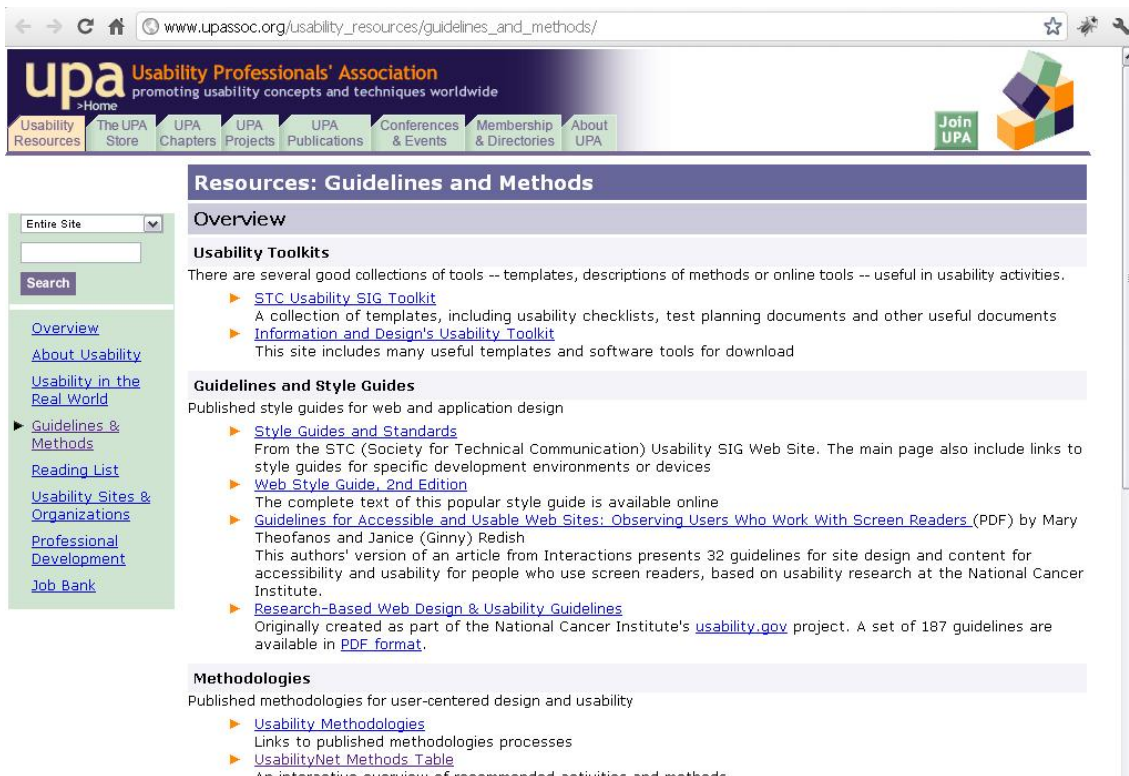 www.upassoc.org/usability_resources/guidelines_and_methods/
upa
>Home
Usability Professionals' Association
promoting usability concepts and techniques worldwide
Usability Resources
The UPA Store
UPA Chapters
UPA Projects
UPA Publications
Conferences & Events
Membership & Directories
About UPA
Join UPA
Entire Site
Search
Overview
About Usability
Usability in the
Real World
Guidelines &
Methods
Reading List
Usability Sites &
Organizations
Professional
Development
Job Bank
Resources: Guidelines and Methods
Overview
Usability Toolkits
There are several good collections of tools -- templates, descriptions of methods or online tools -- useful in usability activities.
STC Usability SIG Toolkit
A collection of templates, including usability checklists, test planning documents and other useful documents
Information and Design's Usability Toolkit
This site includes many useful templates and software tools for download
Guidelines and Style Guides
Published style guides for web and application design
Style Guides and Standards
From the STC (Society for Technical Communication) Usability SIG Web Site. The main page also include links to
style guides for specific development environments or devices
Web Style Guide, 2nd Edition
The complete text of this popular style guide is available online
Guidelines for Accessible and Usable Web Sites: Observing Users Who Work With Screen Readers (PDF) by Mary
Theofanos and Janice (Ginny) Redish
This authors' version of an article from Interactions presents 32 guidelines for site design and content for
accessibility and usability for people who use screen readers, based on usability research at the National Cancer
Institute.
Research-Based Web Design & Usability Guidelines
Originally created as part of the National Cancer Institute's usability.gov project. A set of 187 guidelines are
available in PDF format.
Methodologies
Published methodologies for user-centered design and usability
Usability Methodologies
Links to published methodologies processes
UsabilityNet Methods Table
An interactive overview of recommended activities and methods